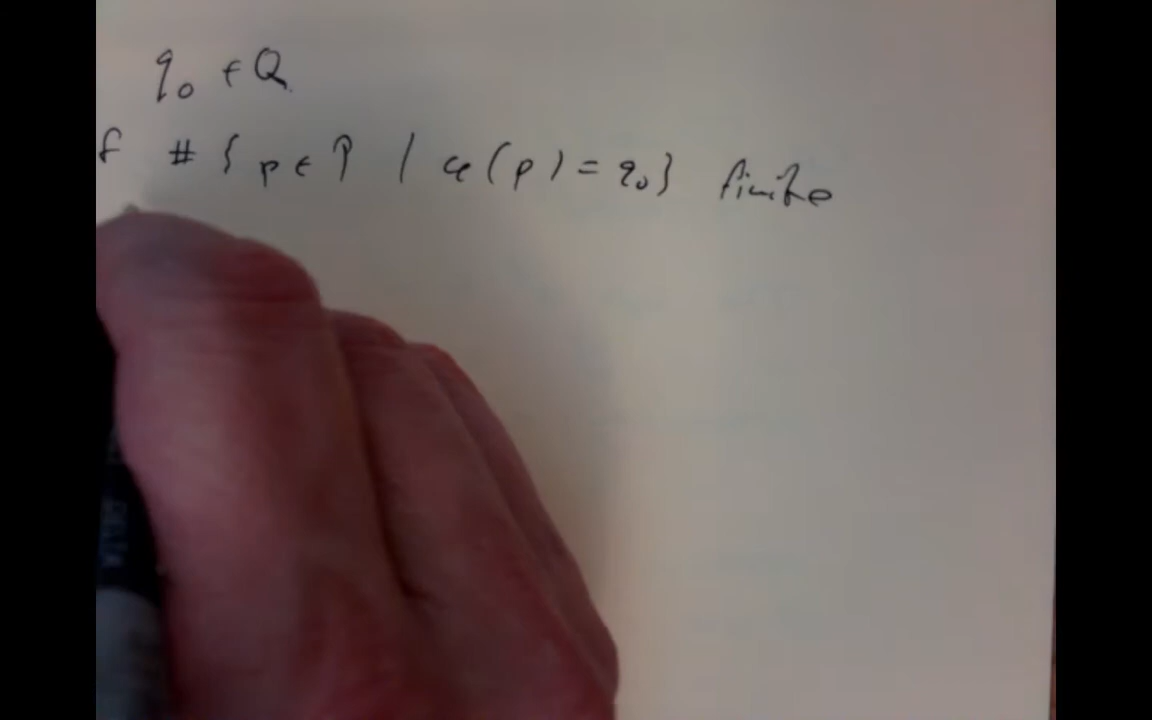 q₀ ∈ Q
f # { p ∈ P | φ(p) = q₀ } finite